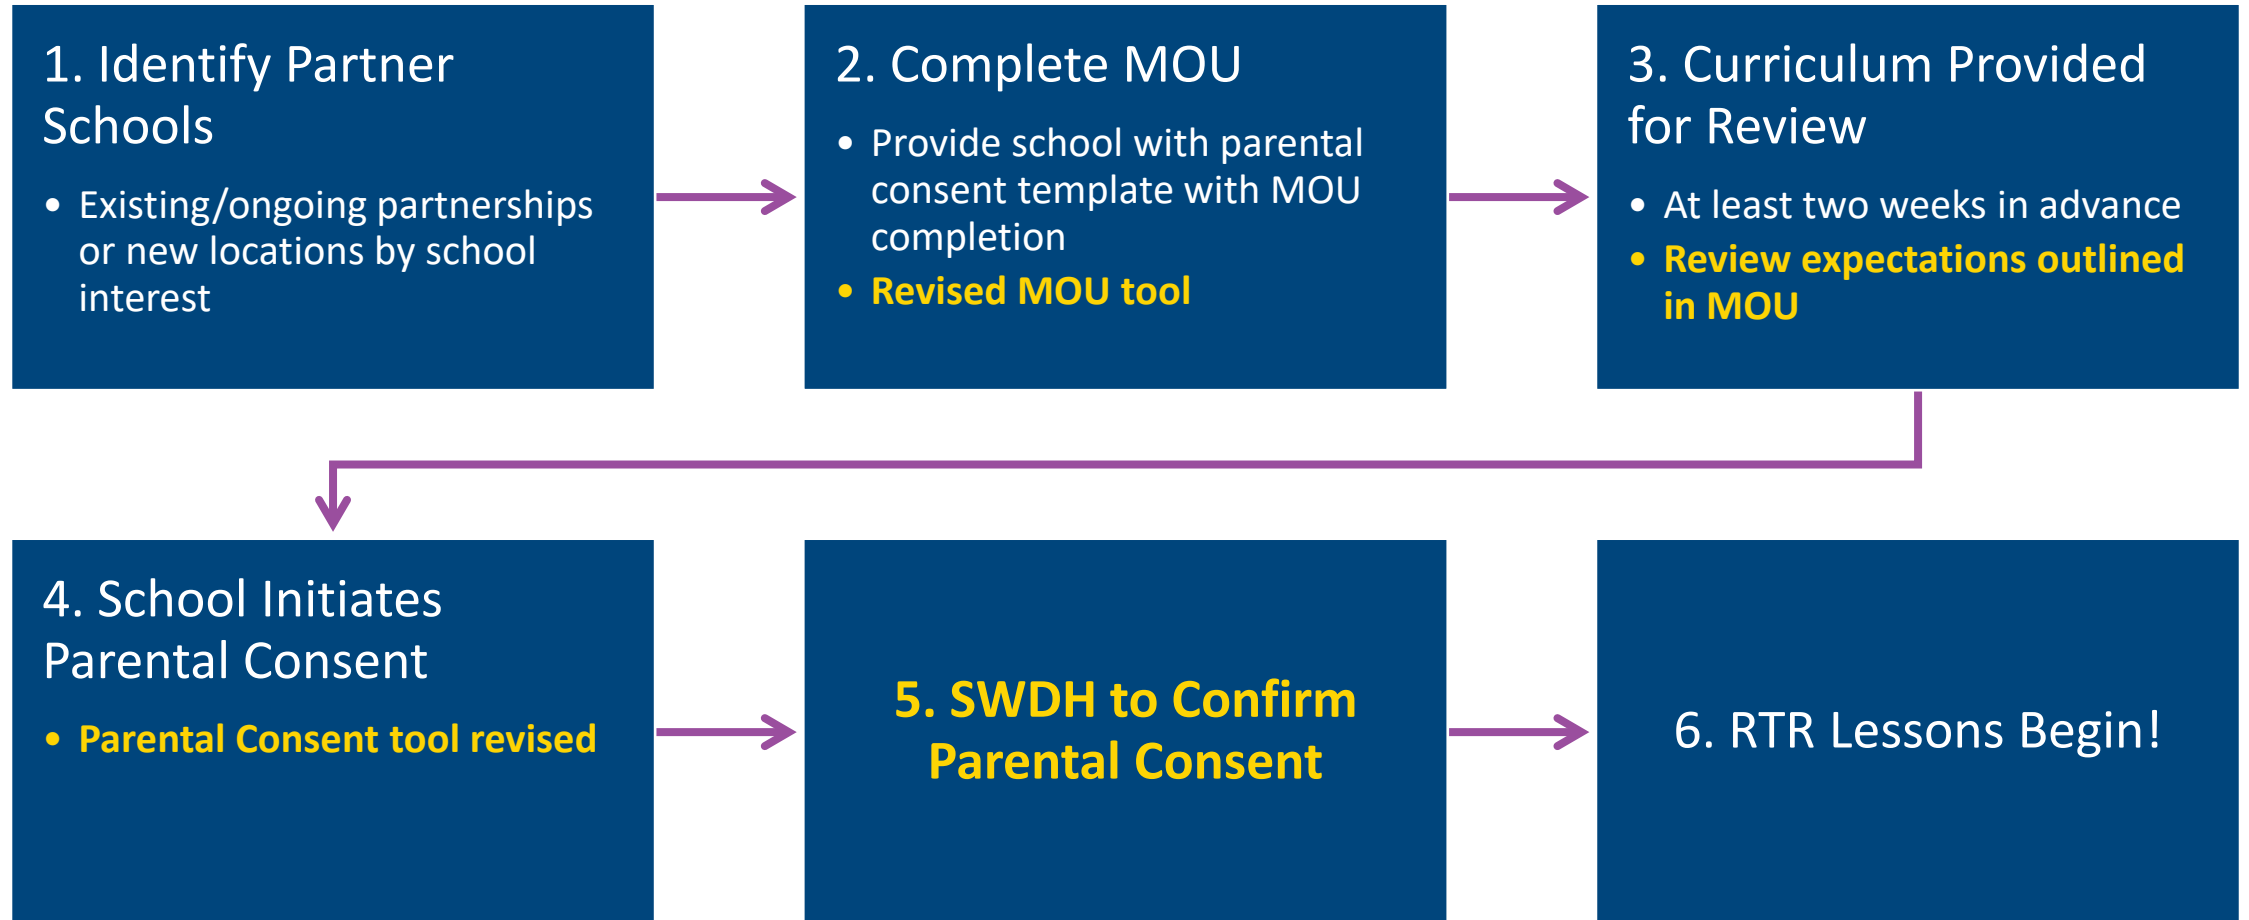 1. Identify Partner
Schools
• Existing/ongoing partnerships
or new locations by school
interest
2. Complete MOU
• Provide school with parental
consent template with MOU
completion
• Revised MOU tool
3. Curriculum Provided
for Review
• At least two weeks in advance
• Review expectations outlined
in MOU
4. School Initiates
Parental Consent
• Parental Consent tool revised
5. SWDH to Confirm
Parental Consent
6. RTR Lessons Begin!